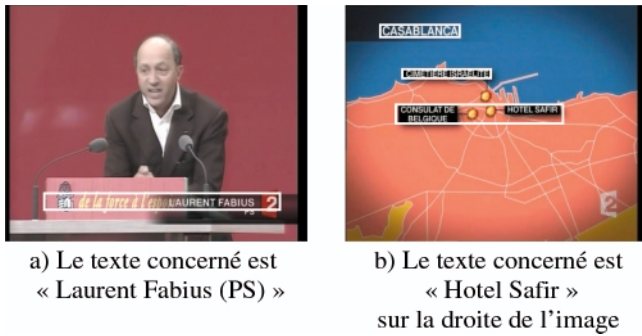 de la force à l'espo
LAURENT FABIUS
PS
2
a) Le texte concerné est
« Laurent Fabius (PS) »
CASABLANCA
CIMETIERE ISRAELITE
CONSULAT DE
BELGIQUE
HOTEL SAFIR
2
b) Le texte concerné est
« Hotel Safir »
sur la droite de l'image